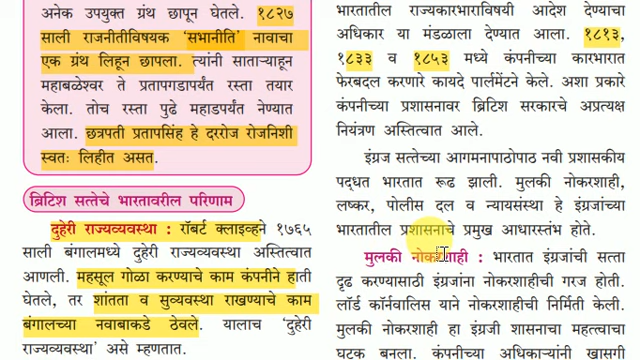 अनेक उपयुक्त ग्रंथ छापून घेतले. १८२७
साली राजनीतीविषयक 'सभानीति' नावाचा
एक ग्रंथ लिहून छापला. त्यांनी साताऱ्याहून
महाबळेश्वर ते प्रतापगडापर्यंत रस्ता तयार
केला. तोच रस्ता पुढे महाडपर्यंत नेण्यात
आला. छत्रपती प्रतापसिंह हे दररोज रोजनिशी
स्वतः लिहीत असत.
ब्रिटिश सत्तेचे भारतावरील परिणाम
दुहेरी राज्यव्यवस्था : रॉबर्ट क्लाइव्हने १७६५
साली बंगालमध्ये दुहेरी राज्यव्यवस्था अस्तित्वात
आणली. महसूल गोळा करण्याचे काम कंपनीने हाती
घेतले, तर शांतता व सुव्यवस्था राखण्याचे काम
बंगालच्या नवाबाकडे ठेवले. यालाच 'दुहेरी
राज्यव्यवस्था' असे म्हणतात.
भारतातील राज्यकारभाराविषयी आदेश देण्याचा
अधिकार या मंडळाला देण्यात आला. १८१३,
१८३३ व १८५३ मध्ये कंपनीच्या कारभारात
फेरबदल करणारे कायदे पार्लमेंटने केले. अशा प्रकारे
कंपनीच्या प्रशासनावर ब्रिटिश सरकारचे अप्रत्यक्ष
नियंत्रण अस्तित्वात आले.
इंग्रज सत्तेच्या आगमनापाठोपाठ नवी प्रशासकीय
पद्धत भारतात रूढ झाली. मुलकी नोकरशाही,
लष्कर, पोलीस दल व न्यायसंस्था हे इंग्रजांच्या
भारतातील प्रशासनाचे प्रमुख आधारस्तंभ होते.
मुलकी नोकरशाही : भारतात इंग्रजांची सत्ता
दृढ करण्यासाठी इंग्रजांना नोकरशाहीची गरज होती.
लॉर्ड कॉर्नवालिस याने नोकरशाहीची निर्मिती केली.
मुलकी नोकरशाही हा इंग्रजी शासनाचा महत्त्वाचा
घटक बनला. कंपनीच्या अधिकाऱ्यांनी खासगी